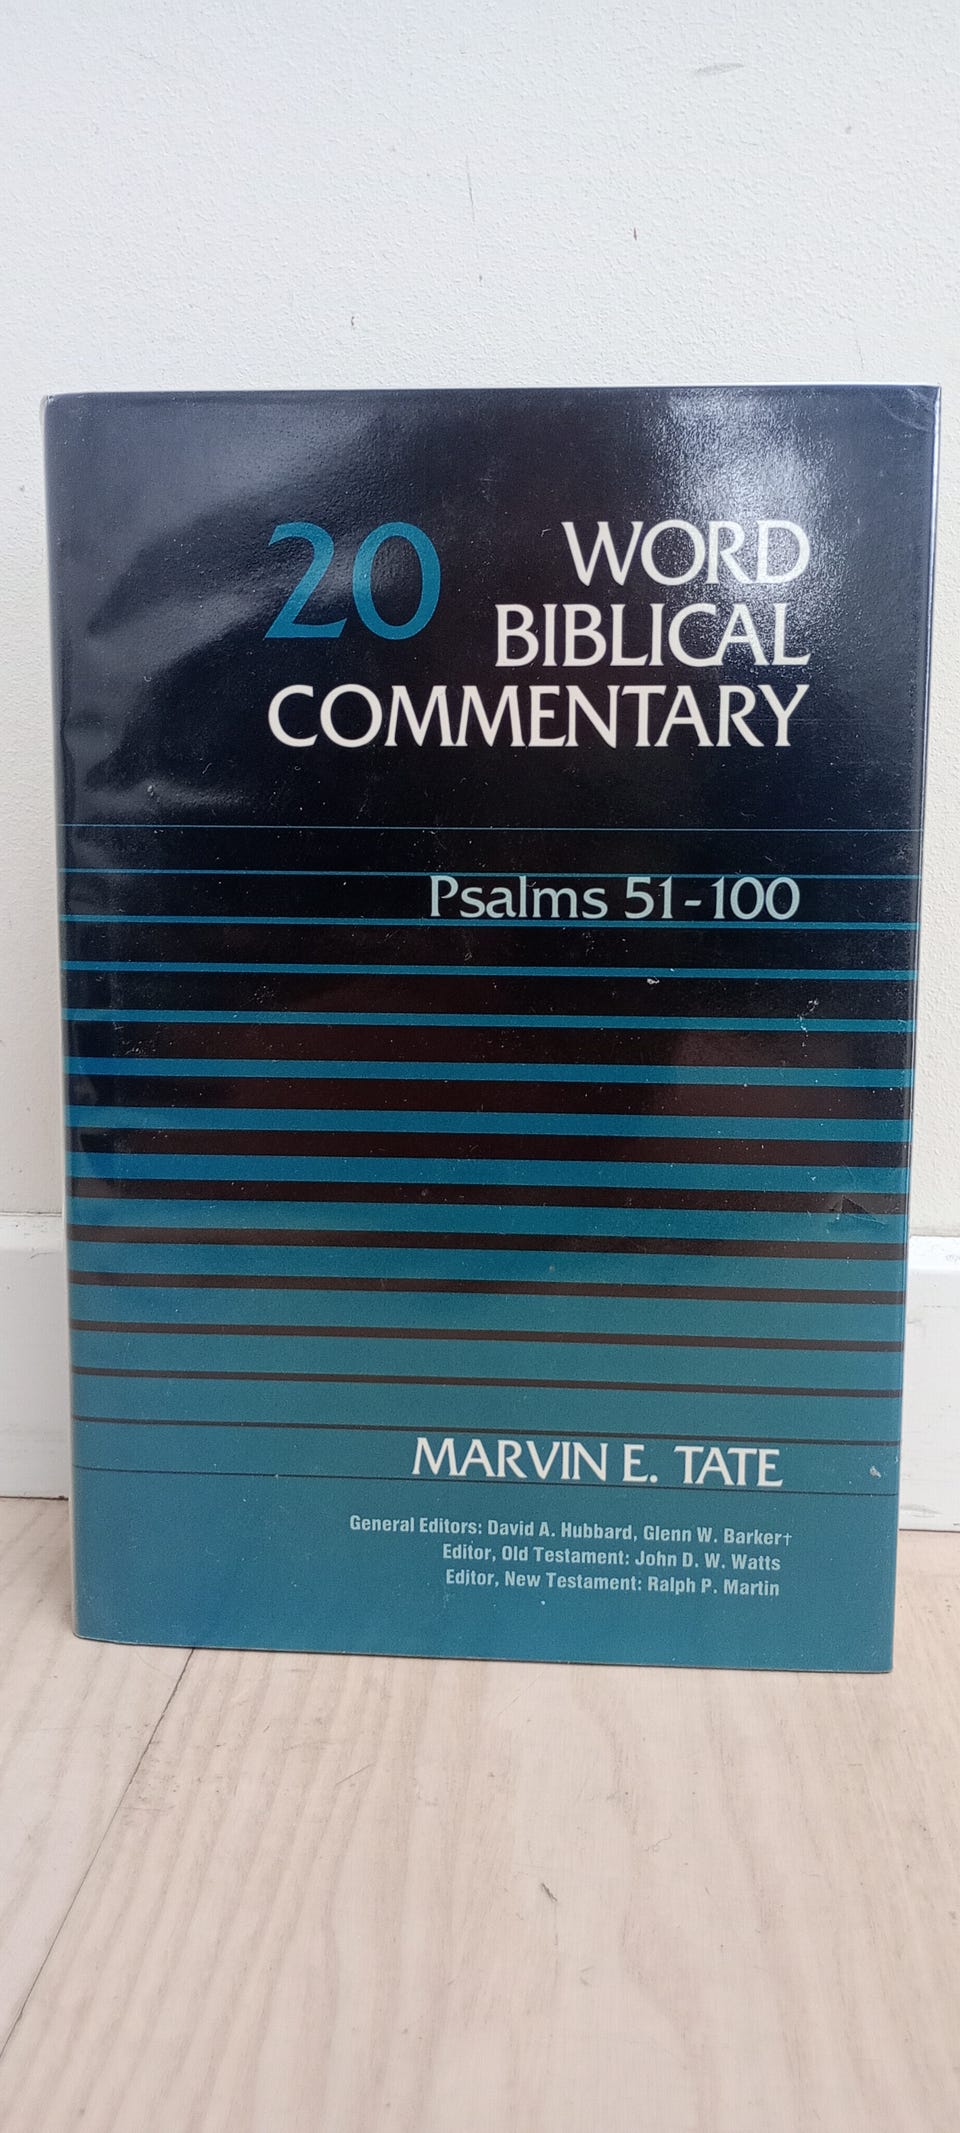 20
WORD
BIBLICAL
COMMENTARY
Psalms 51-100
MARVIN E. TATE
General Editors: David A. Hubbard, Glenn W. Barker†
Editor, Old Testament: John D. W. Watts
Editor, New Testament: Ralph P. Martin